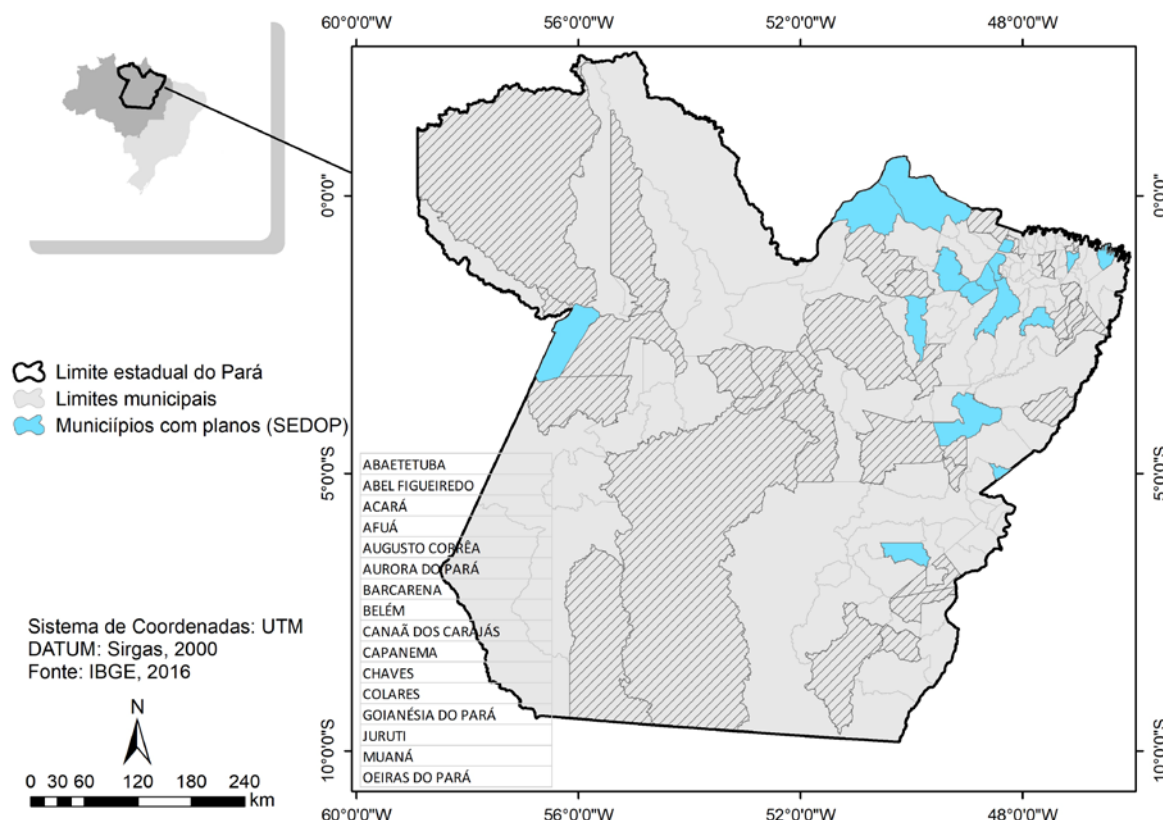 60°0'0"W 56°0'0"W 52°0'0"W 48°0'0"W
0°0'0"
0°0'0"
Limite estadual do Pará
Limites municipais
Municiípios com planos (SEDOP)
5°0'0"S
5°0'0"S
ABAETETUBA
ABEL FIGUEIREDO
ACARÁ
AFUÁ
AUGUSTO CORRÊA
AURORA DO PARÁ
BARCARENA
BELÉM
CANAÃ DOS CARAJÁS
CAPANEMA
CHAVES
COLARES
GOIANÉSIA DO PARÁ
JURUTI
MUANÁ
OEIRAS DO PARÁ
Sistema de Coordenadas: UTM
DATUM: Sirgas, 2000
Fonte: IBGE, 2016
N
0 30 60 120 180 240
km
10°0'0"S
10°0'0"S
60°0'0"W 56°0'0"W 52°0'0"W 48°0'0"W